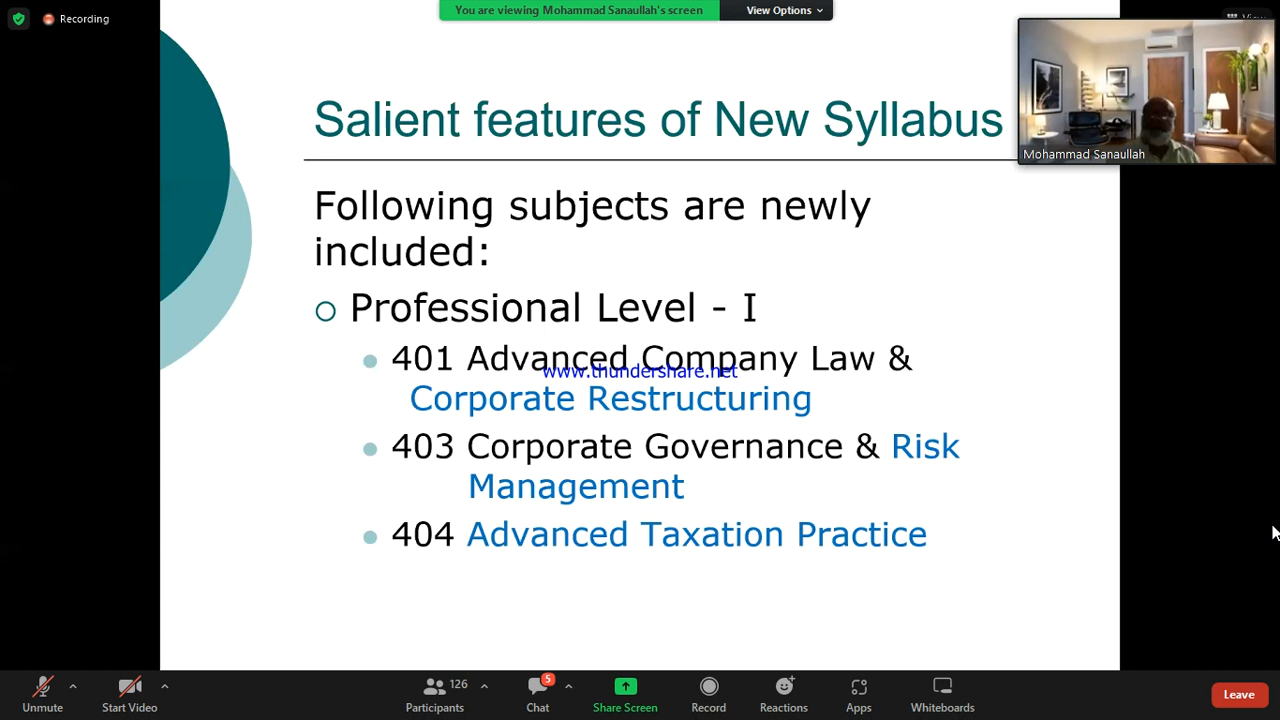 Recording
You are viewing Mohammad Sanaullah's screen
View Options
View
Mohammad Sanaullah
Salient features of New Syllabus
Following subjects are newly
included:
Professional Level - I
401 Advanced Company Law &
www.thundershare.net
Corporate Restructuring
403 Corporate Governance & Risk
Management
404 Advanced Taxation Practice
Unmute
Start Video
126
Participants
5
Chat
Share Screen
Record
Reactions
Apps
Whiteboards
Leave